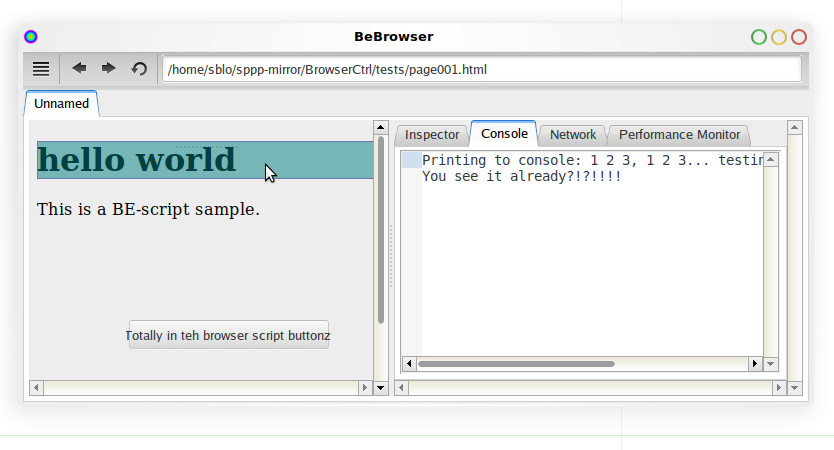 BeBrowser
/home/sblo/sppp-mirror/BrowserCtrl/tests/page001.html
Unnamed
Inspector
Console
Network
Performance Monitor
hello world
This is a BE-script sample.
Totally in teh browser script buttonz
Printing to console: 1 2 3, 1 2 3... testin
You see it already?!?!!!!